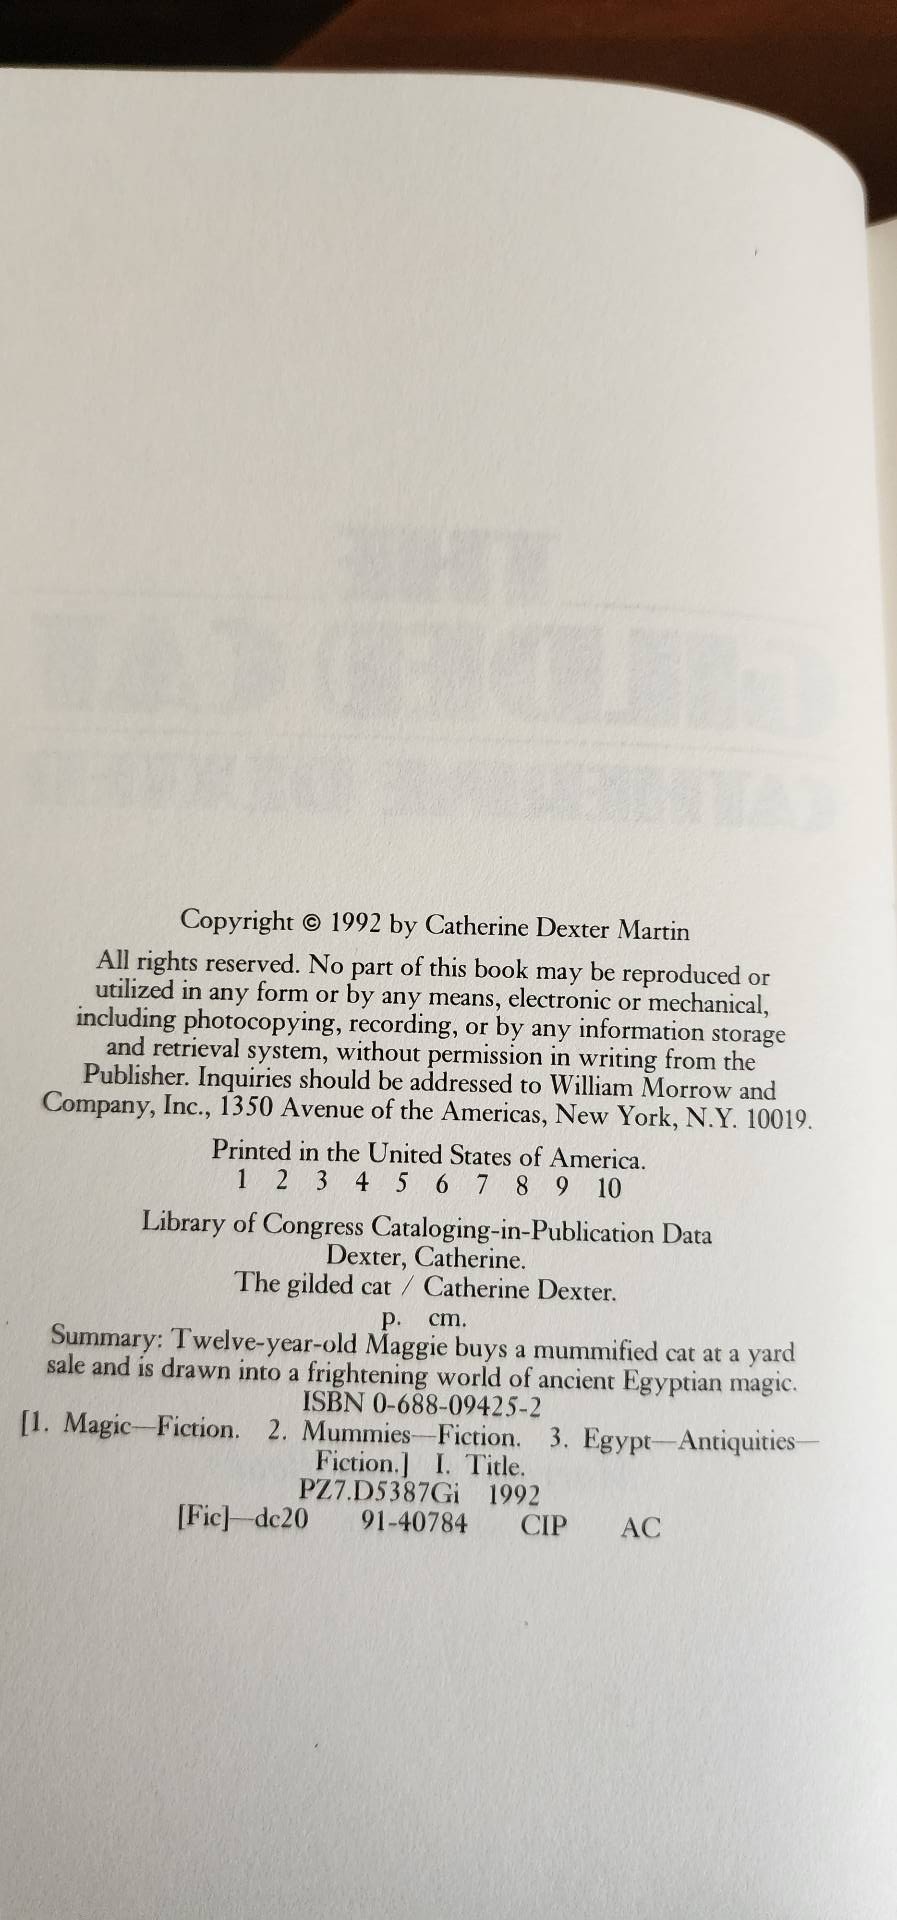 Copyright © 1992 by Catherine Dexter Martin
All rights reserved. No part of this book may be reproduced or
utilized in any form or by any means, electronic or mechanical,
including photocopying, recording, or by any information storage
and retrieval system, without permission in writing from the
Publisher. Inquiries should be addressed to William Morrow and
Company, Inc., 1350 Avenue of the Americas, New York, N.Y. 10019.
Printed in the United States of America.
1 2 3 4 5 6 7 8 9 10
Library of Congress Cataloging-in-Publication Data
Dexter, Catherine.
The gilded cat / Catherine Dexter.
p. cm.
Summary: Twelve-year-old Maggie buys a mummified cat at a yard
sale and is drawn into a frightening world of ancient Egyptian magic.
ISBN 0-688-09425-2
[1. Magic—Fiction. 2. Mummies—Fiction. 3. Egypt—Antiquities—
Fiction.] I. Title.
PZ7.D5387Gi 1992
[Fic]—dc20 91-40784 CIP AC